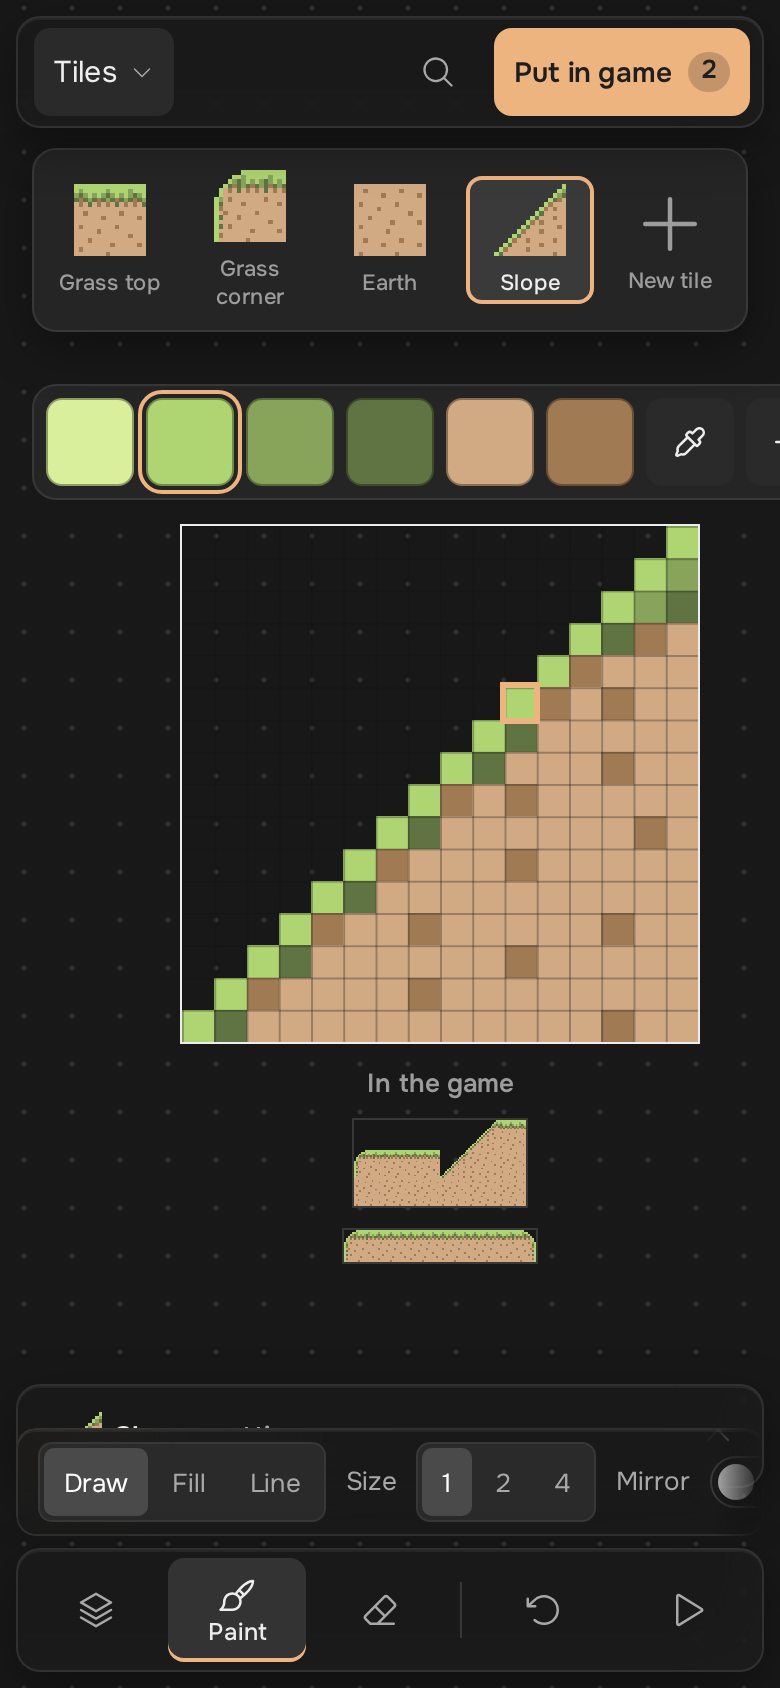 Tiles
Put in game 2
Grass top
Grass
corner
Earth
Slope
New tile
In the game
Draw Fill Line Size 1 2 4 Mirror
Paint